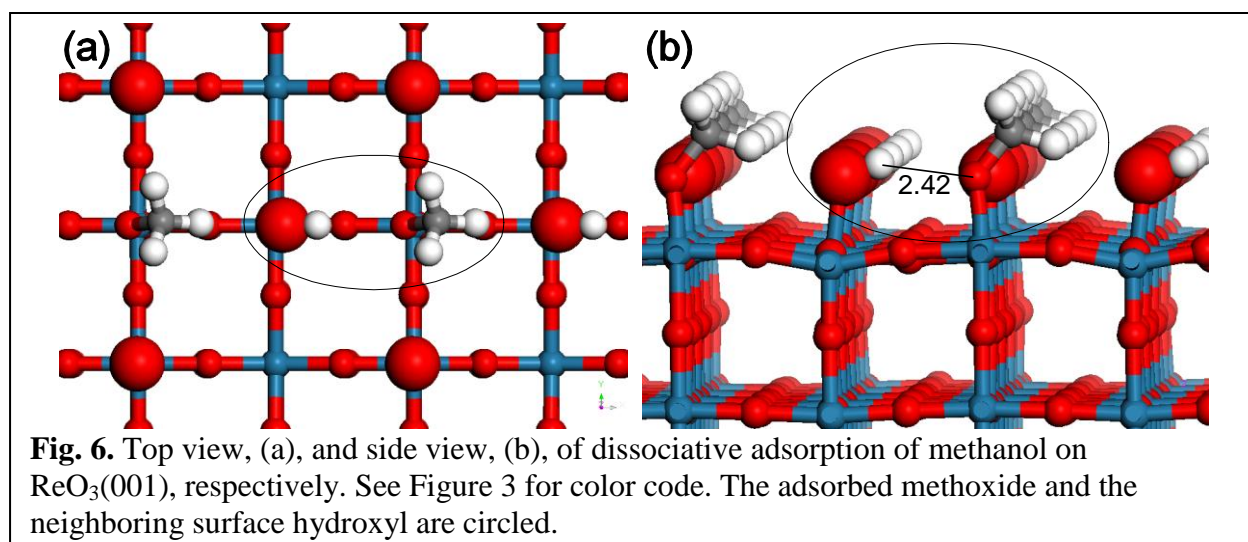 (a)
(b)
2.42
Y
Fig. 6. Top view, (a), and side view, (b), of dissociative adsorption of methanol on
ReO₃(001), respectively. See Figure 3 for color code. The adsorbed methoxide and the
neighboring surface hydroxyl are circled.